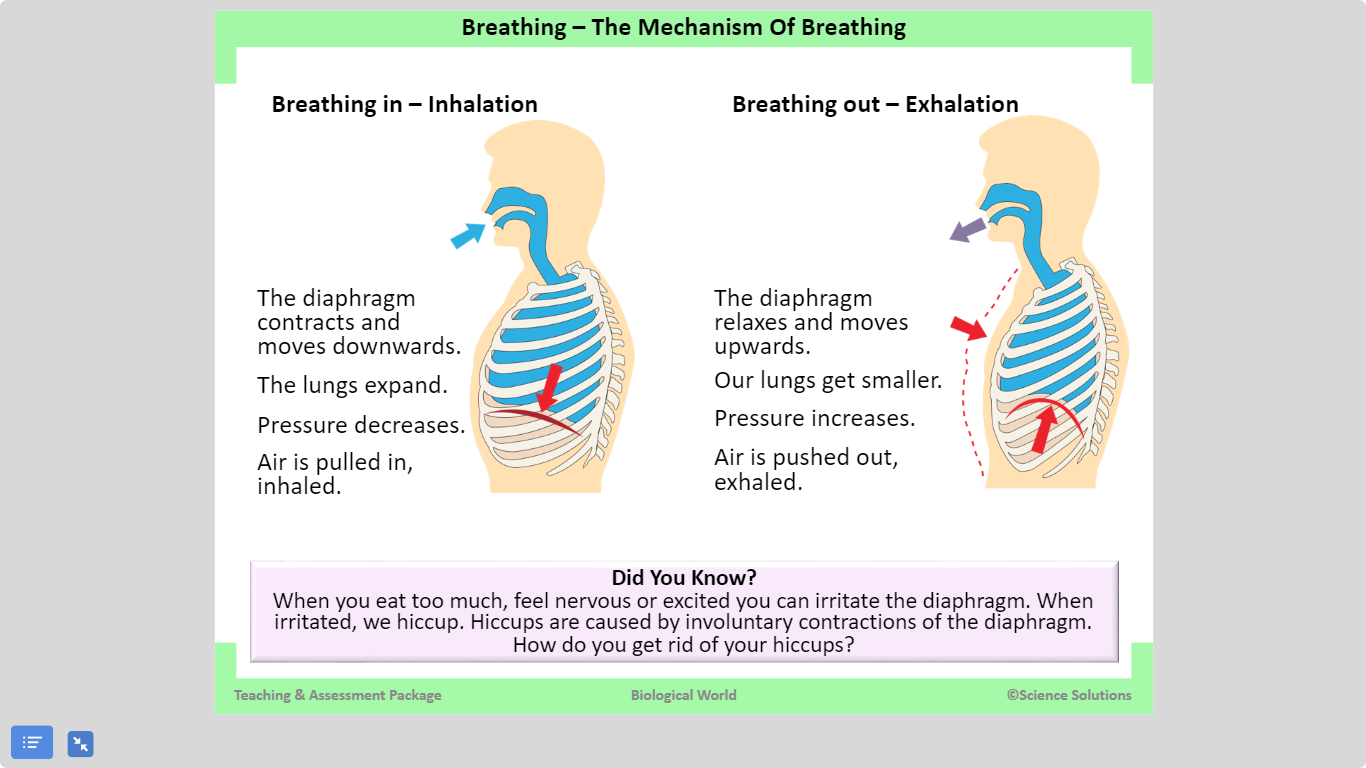 Breathing – The Mechanism Of Breathing
Breathing in – Inhalation
The diaphragm
contracts and
moves downwards.
The lungs expand.
Pressure decreases.
Air is pulled in,
inhaled.
Breathing out – Exhalation
The diaphragm
relaxes and moves
upwards.
Our lungs get smaller.
Pressure increases.
Air is pushed out,
exhaled.
Did You Know?
When you eat too much, feel nervous or excited you can irritate the diaphragm. When
irritated, we hiccup. Hiccups are caused by involuntary contractions of the diaphragm.
How do you get rid of your hiccups?
Teaching & Assessment Package
Biological World
©Science Solutions